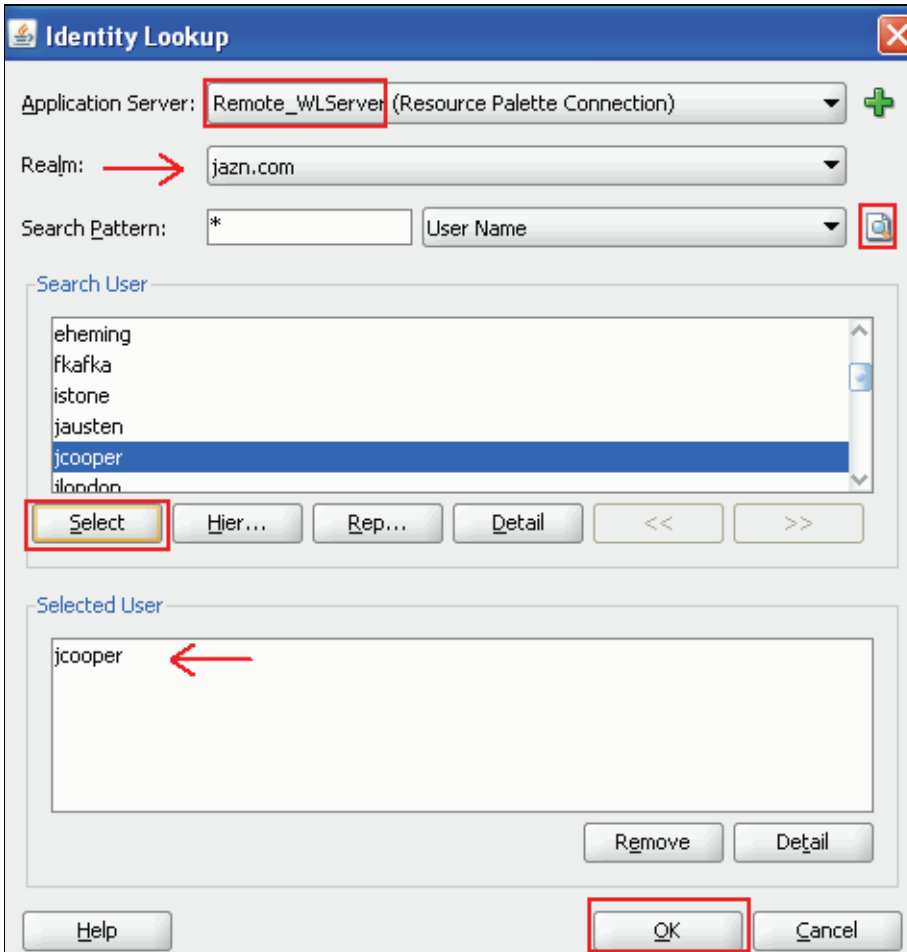 Identity Lookup
Application Server: Remote_WLServer (Resource Palette Connection)
Realm: jazn.com
Search Pattern: * User Name
Search User
eheming
fkafka
istone
jausten
jcooper
jlondon
Select Hier... Rep... Detail << >>
Selected User
jcooper
Remove Detail
Help OK Cancel